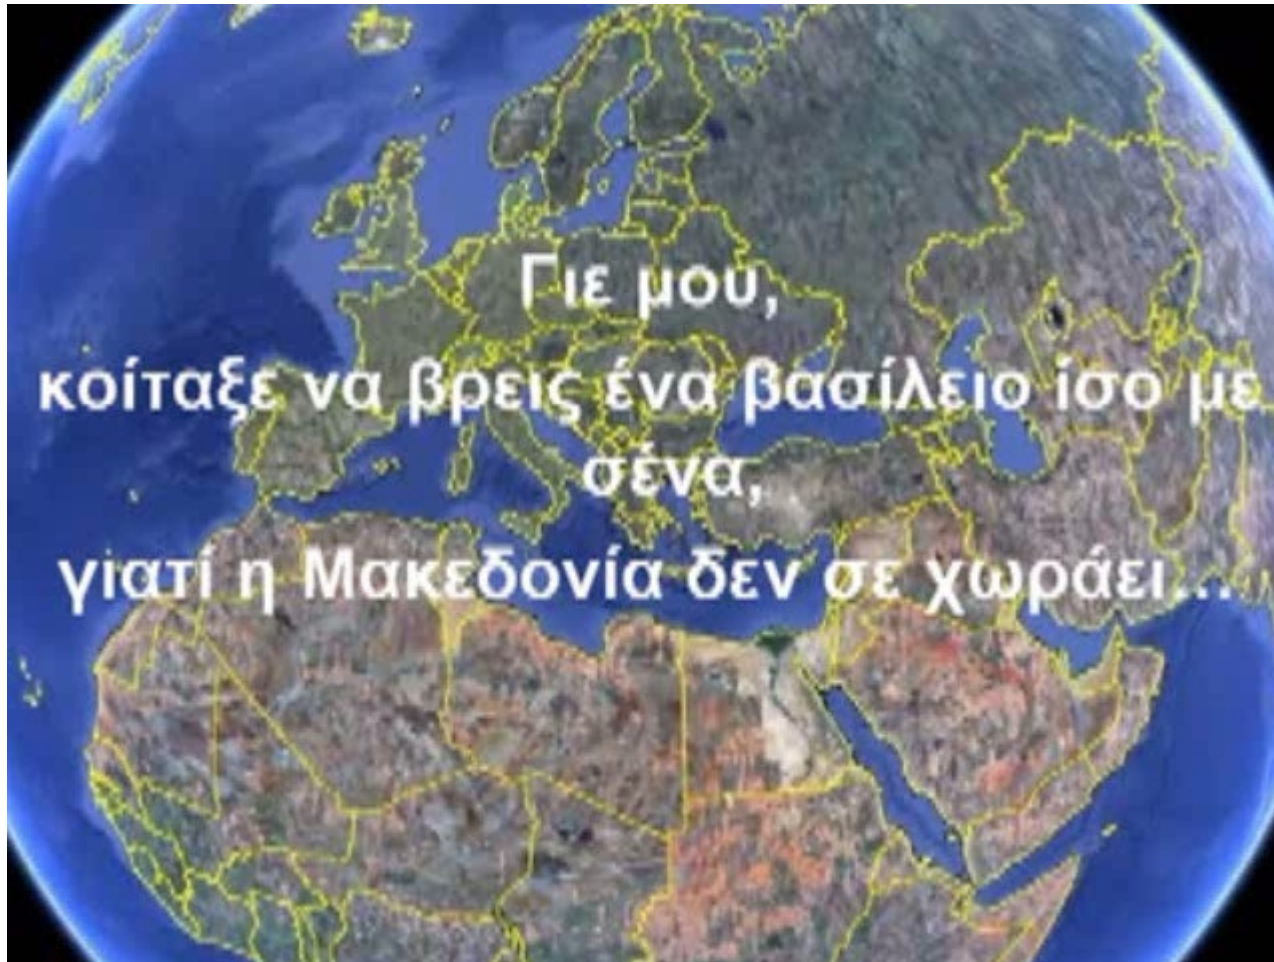 Γιε μου,
κοίταξε να βρεις ένα βασίλειο ίσο με
σένα,
γιατί η Μακεδονία δεν σε χωράει...